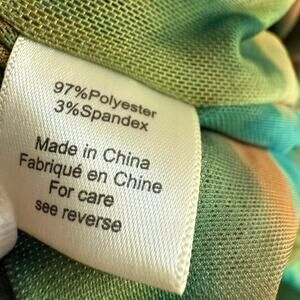 97%Polyester
3%Spandex
Made in China
Fabriqué en Chine
For care
see reverse